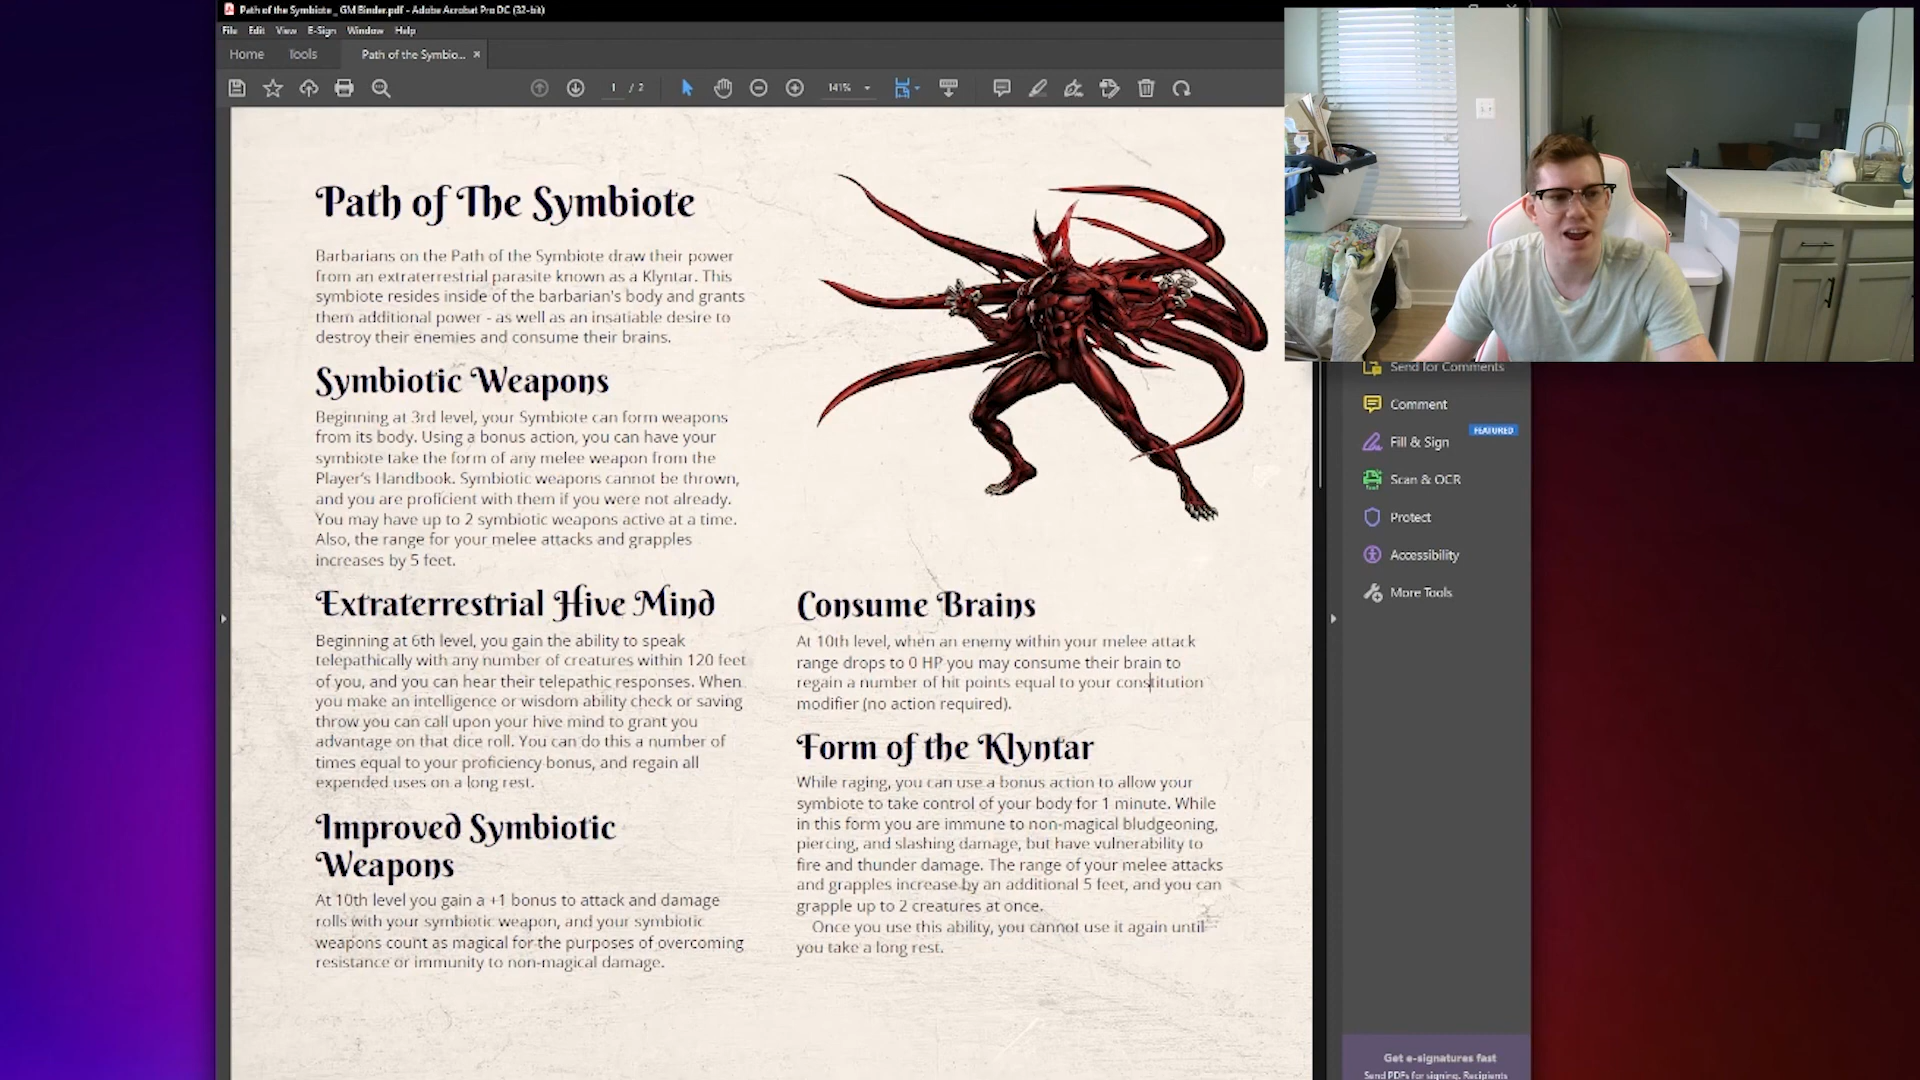 Path of the Symbiote _ GM Binder.pdf - Adobe Acrobat Pro DC (32-bit)
File Edit View E-Sign Window Help
Home Tools Path of the Symbio... ×
1 / 2 141%
Path of The Symbiote
Barbarians on the Path of the Symbiote draw their power
from an extraterrestrial parasite known as a Klyntar. This
symbiote resides inside of the barbarian's body and grants
them additional power - as well as an insatiable desire to
destroy their enemies and consume their brains.
Symbiotic Weapons
Beginning at 3rd level, your Symbiote can form weapons
from its body. Using a bonus action, you can have your
symbiote take the form of any melee weapon from the
Player's Handbook. Symbiotic weapons cannot be thrown,
and you are proficient with them if you were not already.
You may have up to 2 symbiotic weapons active at a time.
Also, the range for your melee attacks and grapples
increases by 5 feet.
Extraterrestrial Hive Mind
Beginning at 6th level, you gain the ability to speak
telepathically with any number of creatures within 120 feet
of you, and you can hear their telepathic responses. When
you make an intelligence or wisdom ability check or saving
throw you can call upon your hive mind to grant you
advantage on that dice roll. You can do this a number of
times equal to your proficiency bonus, and regain all
expended uses on a long rest.
Improved Symbiotic
Weapons
At 10th level you gain a +1 bonus to attack and damage
rolls with your symbiotic weapon, and your symbiotic
weapons count as magical for the purposes of overcoming
resistance or immunity to non-magical damage.
Consume Brains
At 10th level, when an enemy within your melee attack
range drops to 0 HP you may consume their brain to
regain a number of hit points equal to your constitution
modifier (no action required).
Form of the Klyntar
While raging, you can use a bonus action to allow your
symbiote to take control of your body for 1 minute. While
in this form you are immune to non-magical bludgeoning,
piercing, and slashing damage, but have vulnerability to
fire and thunder damage. The range of your melee attacks
and grapples increase by an additional 5 feet, and you can
grapple up to 2 creatures at once.
Once you use this ability, you cannot use it again until
you take a long rest.
Send for Comments
Comment
FEATURED
Fill & Sign
Scan & OCR
Protect
Accessibility
More Tools
Get e-signatures fast
Send PDFs for signing. Recipients